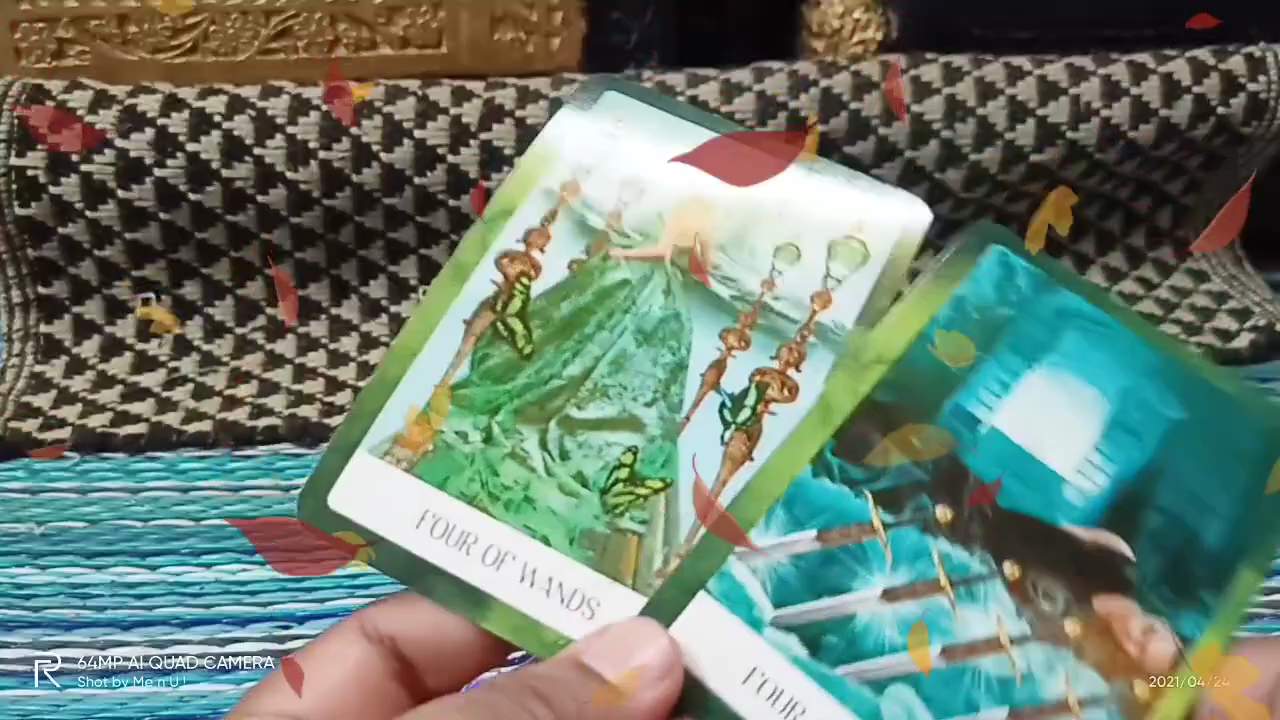 FOUR OF WANDS
FOUR
64MP AI QUAD CAMERA
Shot by Me n U !
2021/04/24